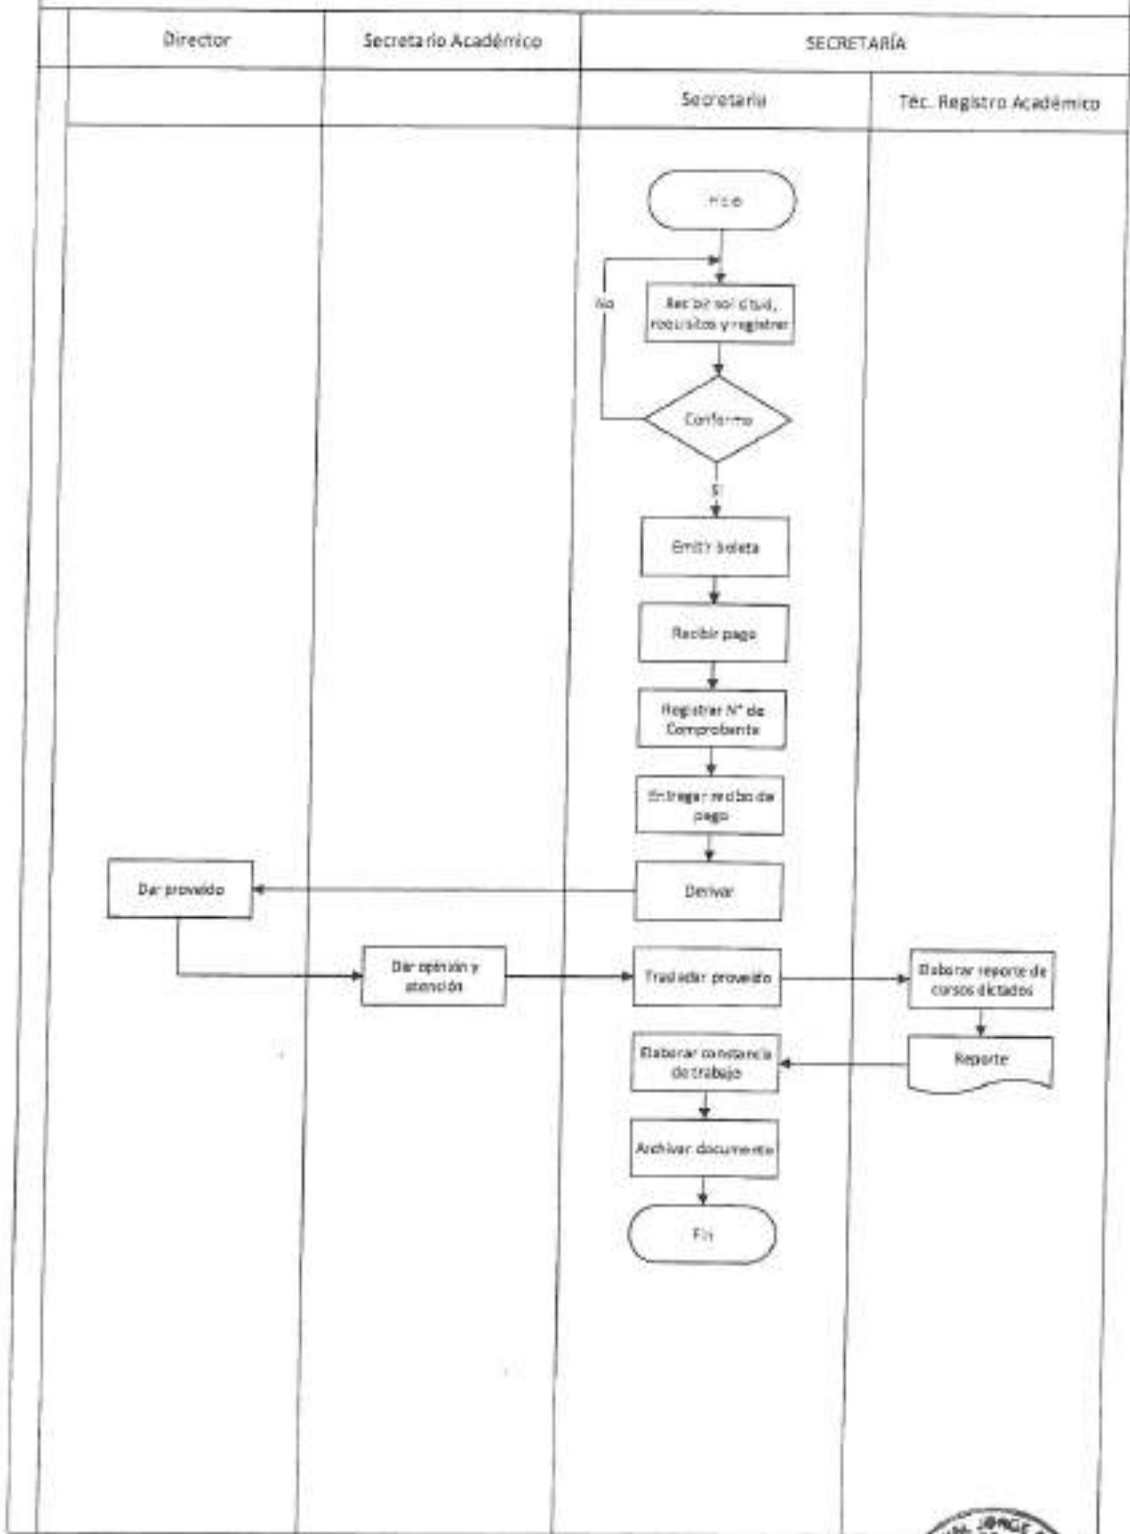 Director
Secretario Académico
SECRETARÍA
Secretaria
Téc. Registro Académico
Inicio
No
Recibir solicitud,
requisitos y registrar
Conforme
Si
Emitir boleta
Recibir pago
Registrar N° de
Comprobante
Entregar recibo de
pago
Derivar
Dar proveído
Dar opinión y
atención
Trasladar proveído
Elaborar reporte de
cursos dictados
Reporte
Elaborar constancia
de trabajo
Archivar documento
Fin
JORGE